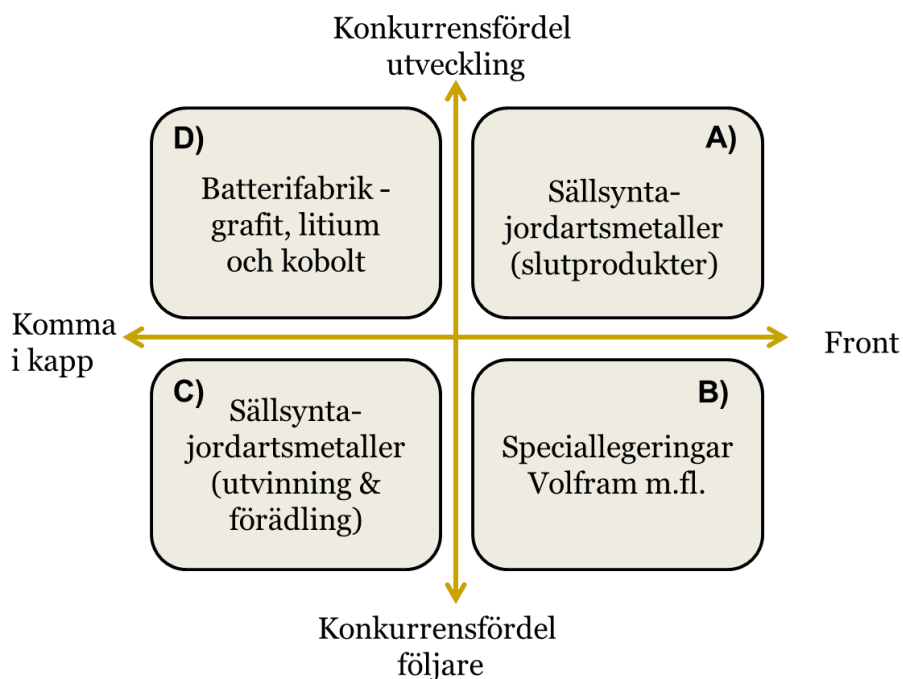 Konkurrensfördel
utveckling
D)
Batterifabrik -
grafit, litium
och kobolt
A)
Sällsynta-
jordartsmetaller
(slutprodukter)
Komma
i kapp
Front
C)
Sällsynta-
jordartsmetaller
(utvinning &
förädling)
B)
Speciallegeringar
Volfram m.fl.
Konkurrensfördel
följare